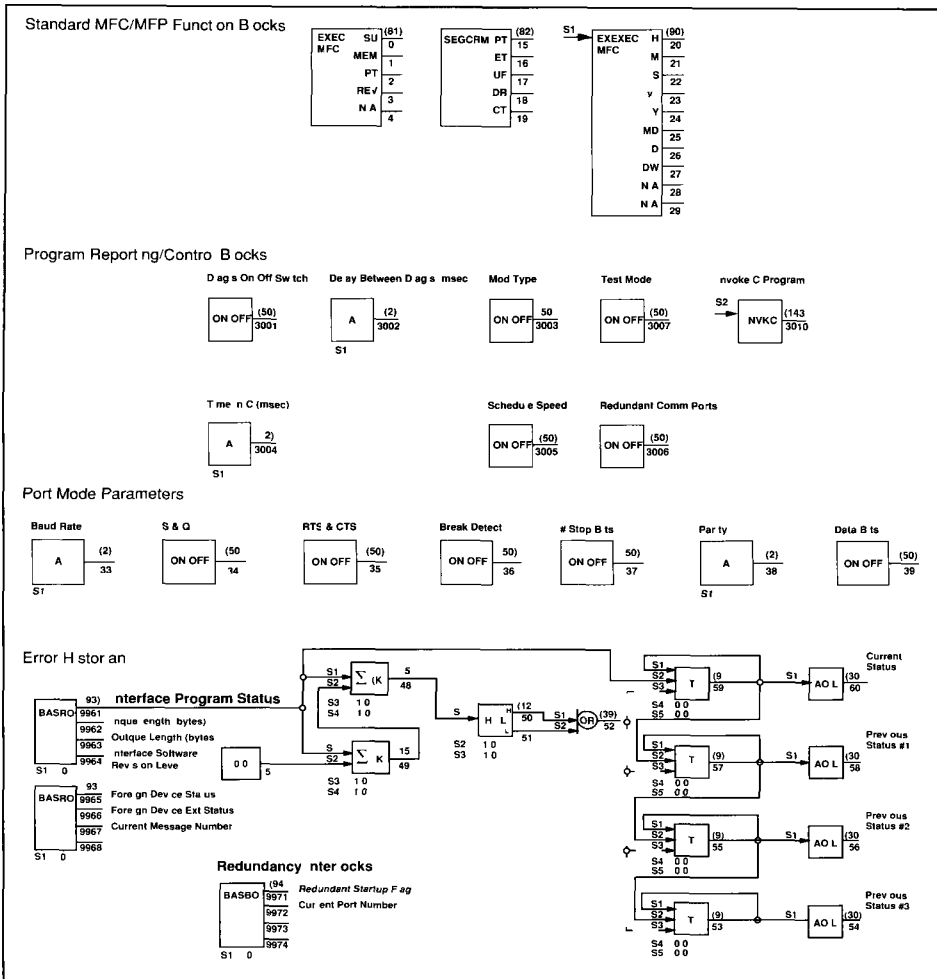 Standard MFC/MFP Funct on B ocks
EXEC SU (81)
MFC 0
MEM 1
PT 2
REV 3
N A 4
SEGCRM PT (82)
15
ET 16
UF 17
DR 18
CT 19
S1
EXEXEC H (90)
MFC 20
M 21
S 22
v 23
Y 24
MD 25
D 26
DW 27
N A 28
N A 29
Program Report ng/Contro B ocks
D ag s On Off Sw tch
ON OFF (50)
3001
De ay Between D ag s msec
A (2)
3002
S1
Mod Type
ON OFF 50
3003
Test Mode
ON OFF (50)
3007
nvoke C Program
S2
NVKC (143
3010
T me n C (msec)
A 2)
3004
S1
Schedu e Speed
ON OFF (50)
3005
Redundant Comm Ports
ON OFF (50)
3006
Port Mode Parameters
Baud Rate
A (2)
33
S1
S & Q
ON OFF (50
34
RTS & CTS
ON OFF (50)
35
Break Detect
ON OFF 50)
36
# Stop B ts
ON OFF 50)
37
Par ty
A (2)
38
S1
Data B ts
ON OFF (50)
39
Error H stor an
BASRO 93) nterface Program Status
9961
nque ength bytes)
9962
Outque Length (bytes
9963
nterface Software
9964 Rev s on Leve
S1 0
BASRO 93
9965 Fore gn Dev ce Sta us
9966 Fore gn Dev ce Ext Status
9967 Current Message Number
9968
S1 0
0 0
5
S1
S2 Σ (K 5
48
S3 1 0
S4 1 0
S
S2 Σ K 15
49
S3 1 0
S4 1 0
S H L H (12
50
L 51
S2 1 0
S3 1 0
S1
S2 OR (39)
52
S1
S2
S3 T (9
59
S4 0 0
S5 0 0
S1 AO L (30
60
Current
Status
S1
S2
S3 T (9)
57
S4 0 0
S5 0 0
S1 AO L (30
58
Prev ous
Status #1
S1
S2
S3 T (9)
55
S4 0 0
S5 0 0
S1 AO L (30
56
Prev ous
Status #2
S1
S2
S3 T (9)
53
S4 0 0
S5 0 0
S1 AO L (30)
54
Prev ous
Status #3
Redundancy nter ocks
BASBO (94 Redundant Startup F ag
9971
Cur ent Port Number
9972
9973
9974
S1 0